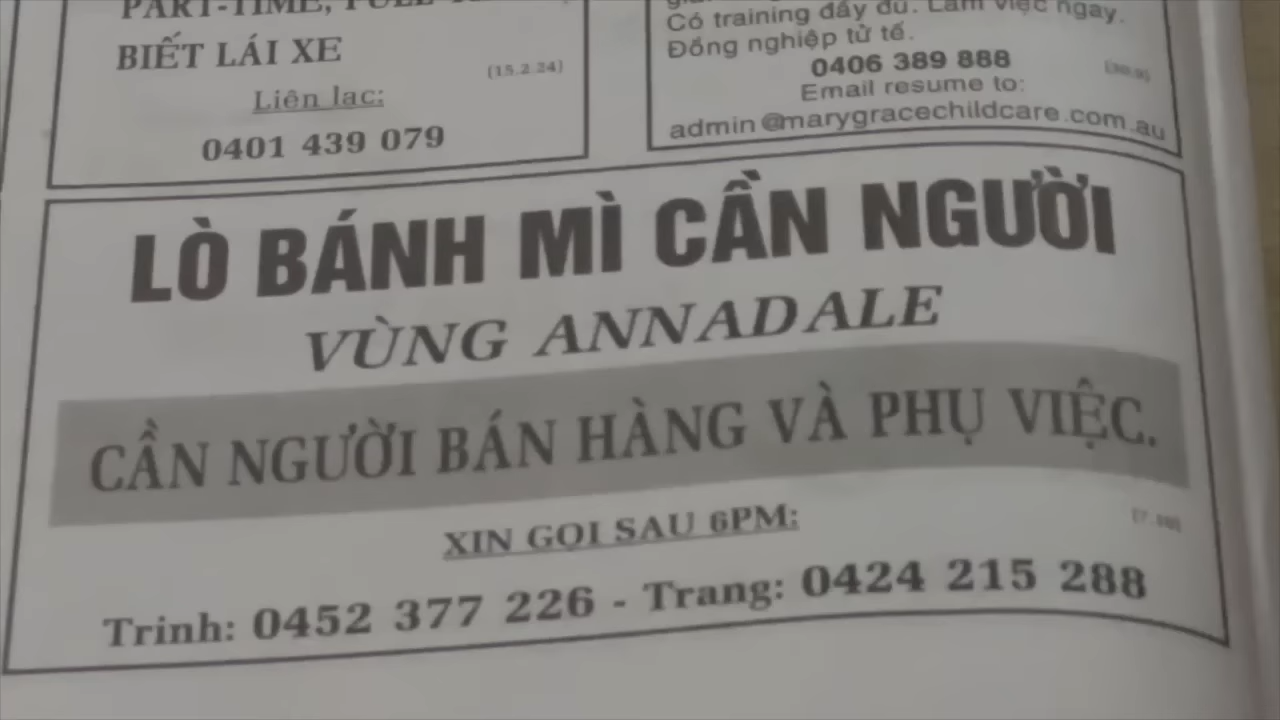 PART-TIME,
BIẾT LÁI XE
[15.2.24]
Liên lạc:
0401 439 079
Có training đầy đủ. Làm việc ngay.
Đồng nghiệp tử tế.
0406 389 888
Email resume to:
admin@marygracechildcare.com.au
LÒ BÁNH MÌ CẦN NGƯỜI
VÙNG ANNADALE
CẦN NGƯỜI BÁN HÀNG VÀ PHỤ VIỆC.
XIN GỌI SAU 6PM:
Trinh: 0452 377 226 - Trang: 0424 215 288